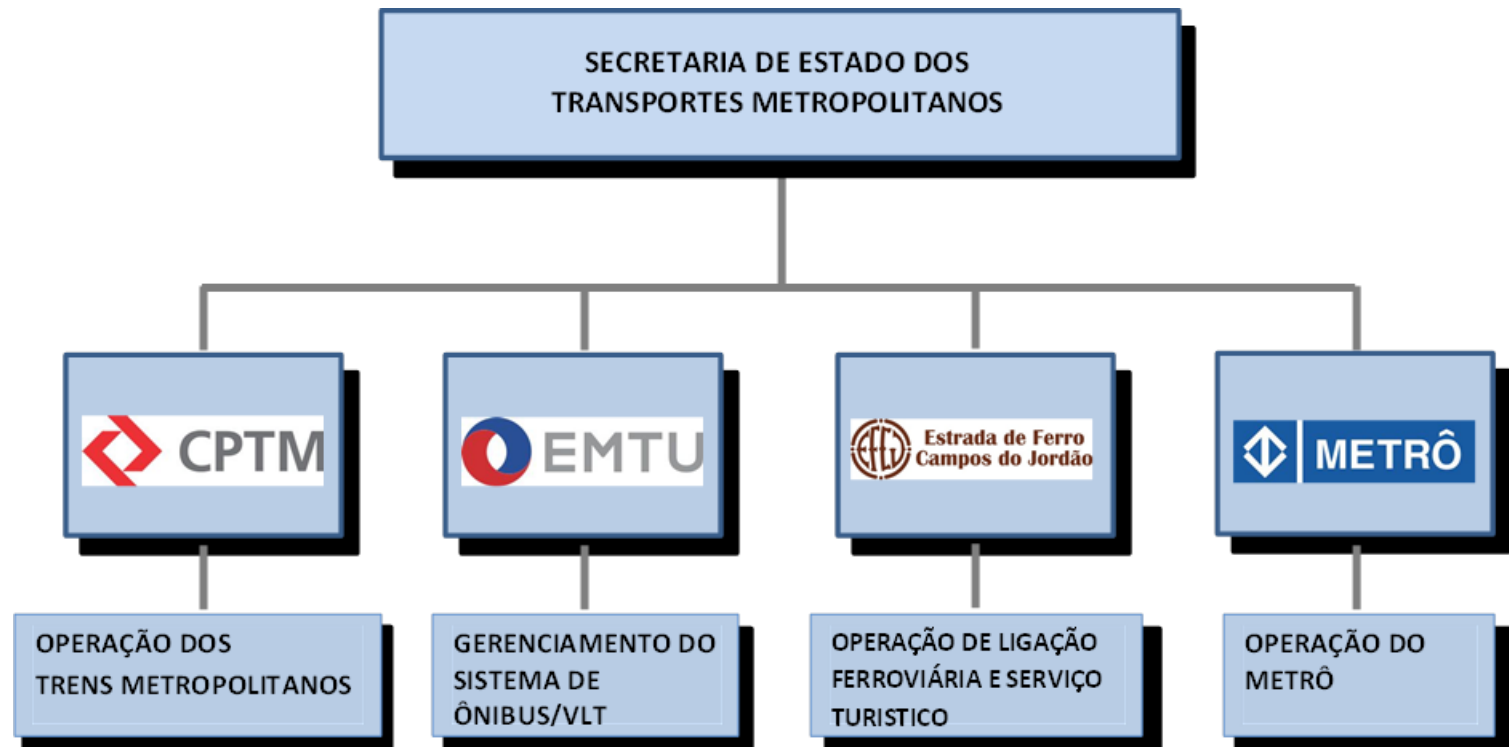 SECRETARIA DE ESTADO DOS
TRANSPORTES METROPOLITANOS
CPTM
EMTU
EFCJ
Estrada de Ferro
Campos do Jordão
METRÔ
OPERAÇÃO DOS
TRENS METROPOLITANOS
GERENCIAMENTO DO
SISTEMA DE
ÔNIBUS/VLT
OPERAÇÃO DE LIGAÇÃO
FERROVIÁRIA E SERVIÇO
TURISTICO
OPERAÇÃO DO
METRÔ